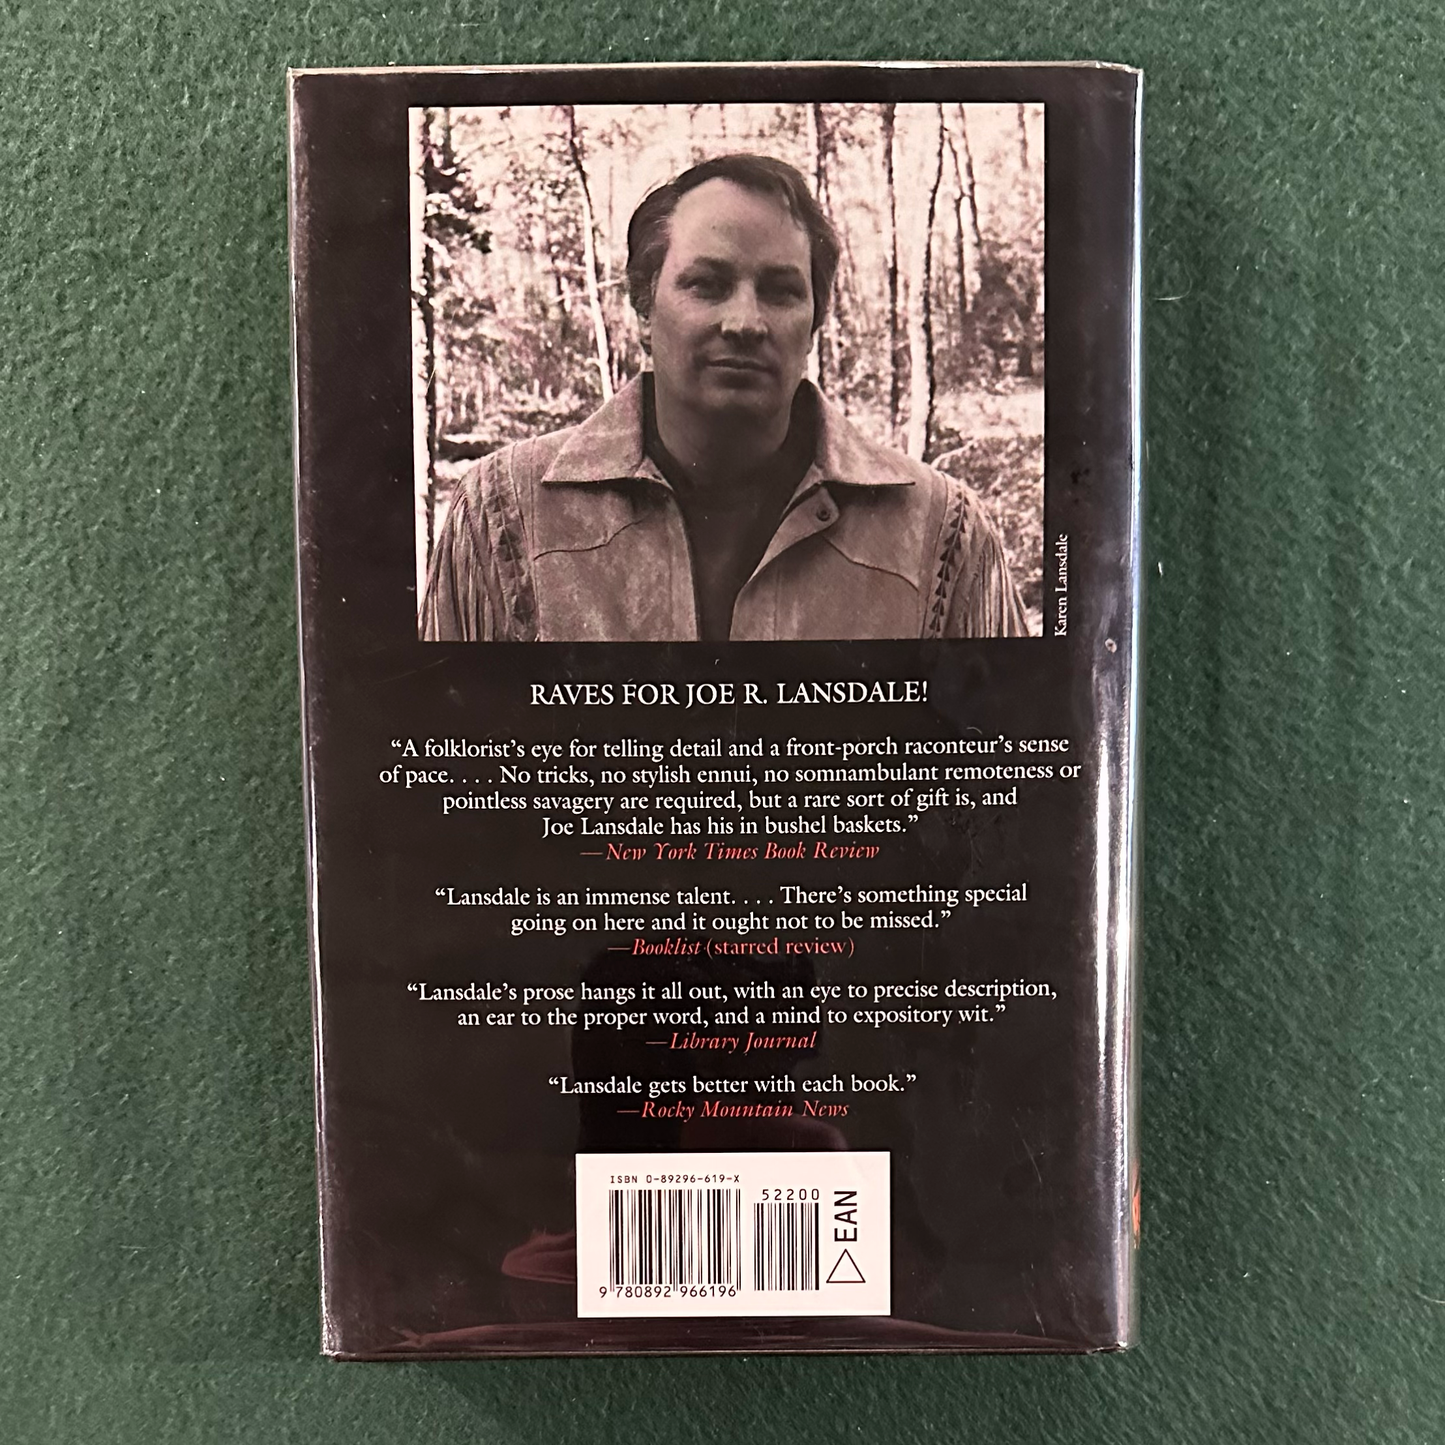 Karen Lansdale
RAVES FOR JOE R. LANSDALE!
“A folklorist’s eye for telling detail and a front-porch raconteur’s sense
of pace. . . . No tricks, no stylish ennui, no somnambulant remoteness or
pointless savagery are required, but a rare sort of gift is, and
Joe Lansdale has his in bushel baskets.”
—New York Times Book Review
“Lansdale is an immense talent. . . . There’s something special
going on here and it ought not to be missed.”
—Booklist (starred review)
“Lansdale’s prose hangs it all out, with an eye to precise description,
an ear to the proper word, and a mind to expository wit.”
—Library Journal
“Lansdale gets better with each book.”
—Rocky Mountain News
ISBN 0-89296-619-X
52200
EAN
9 780892 966196